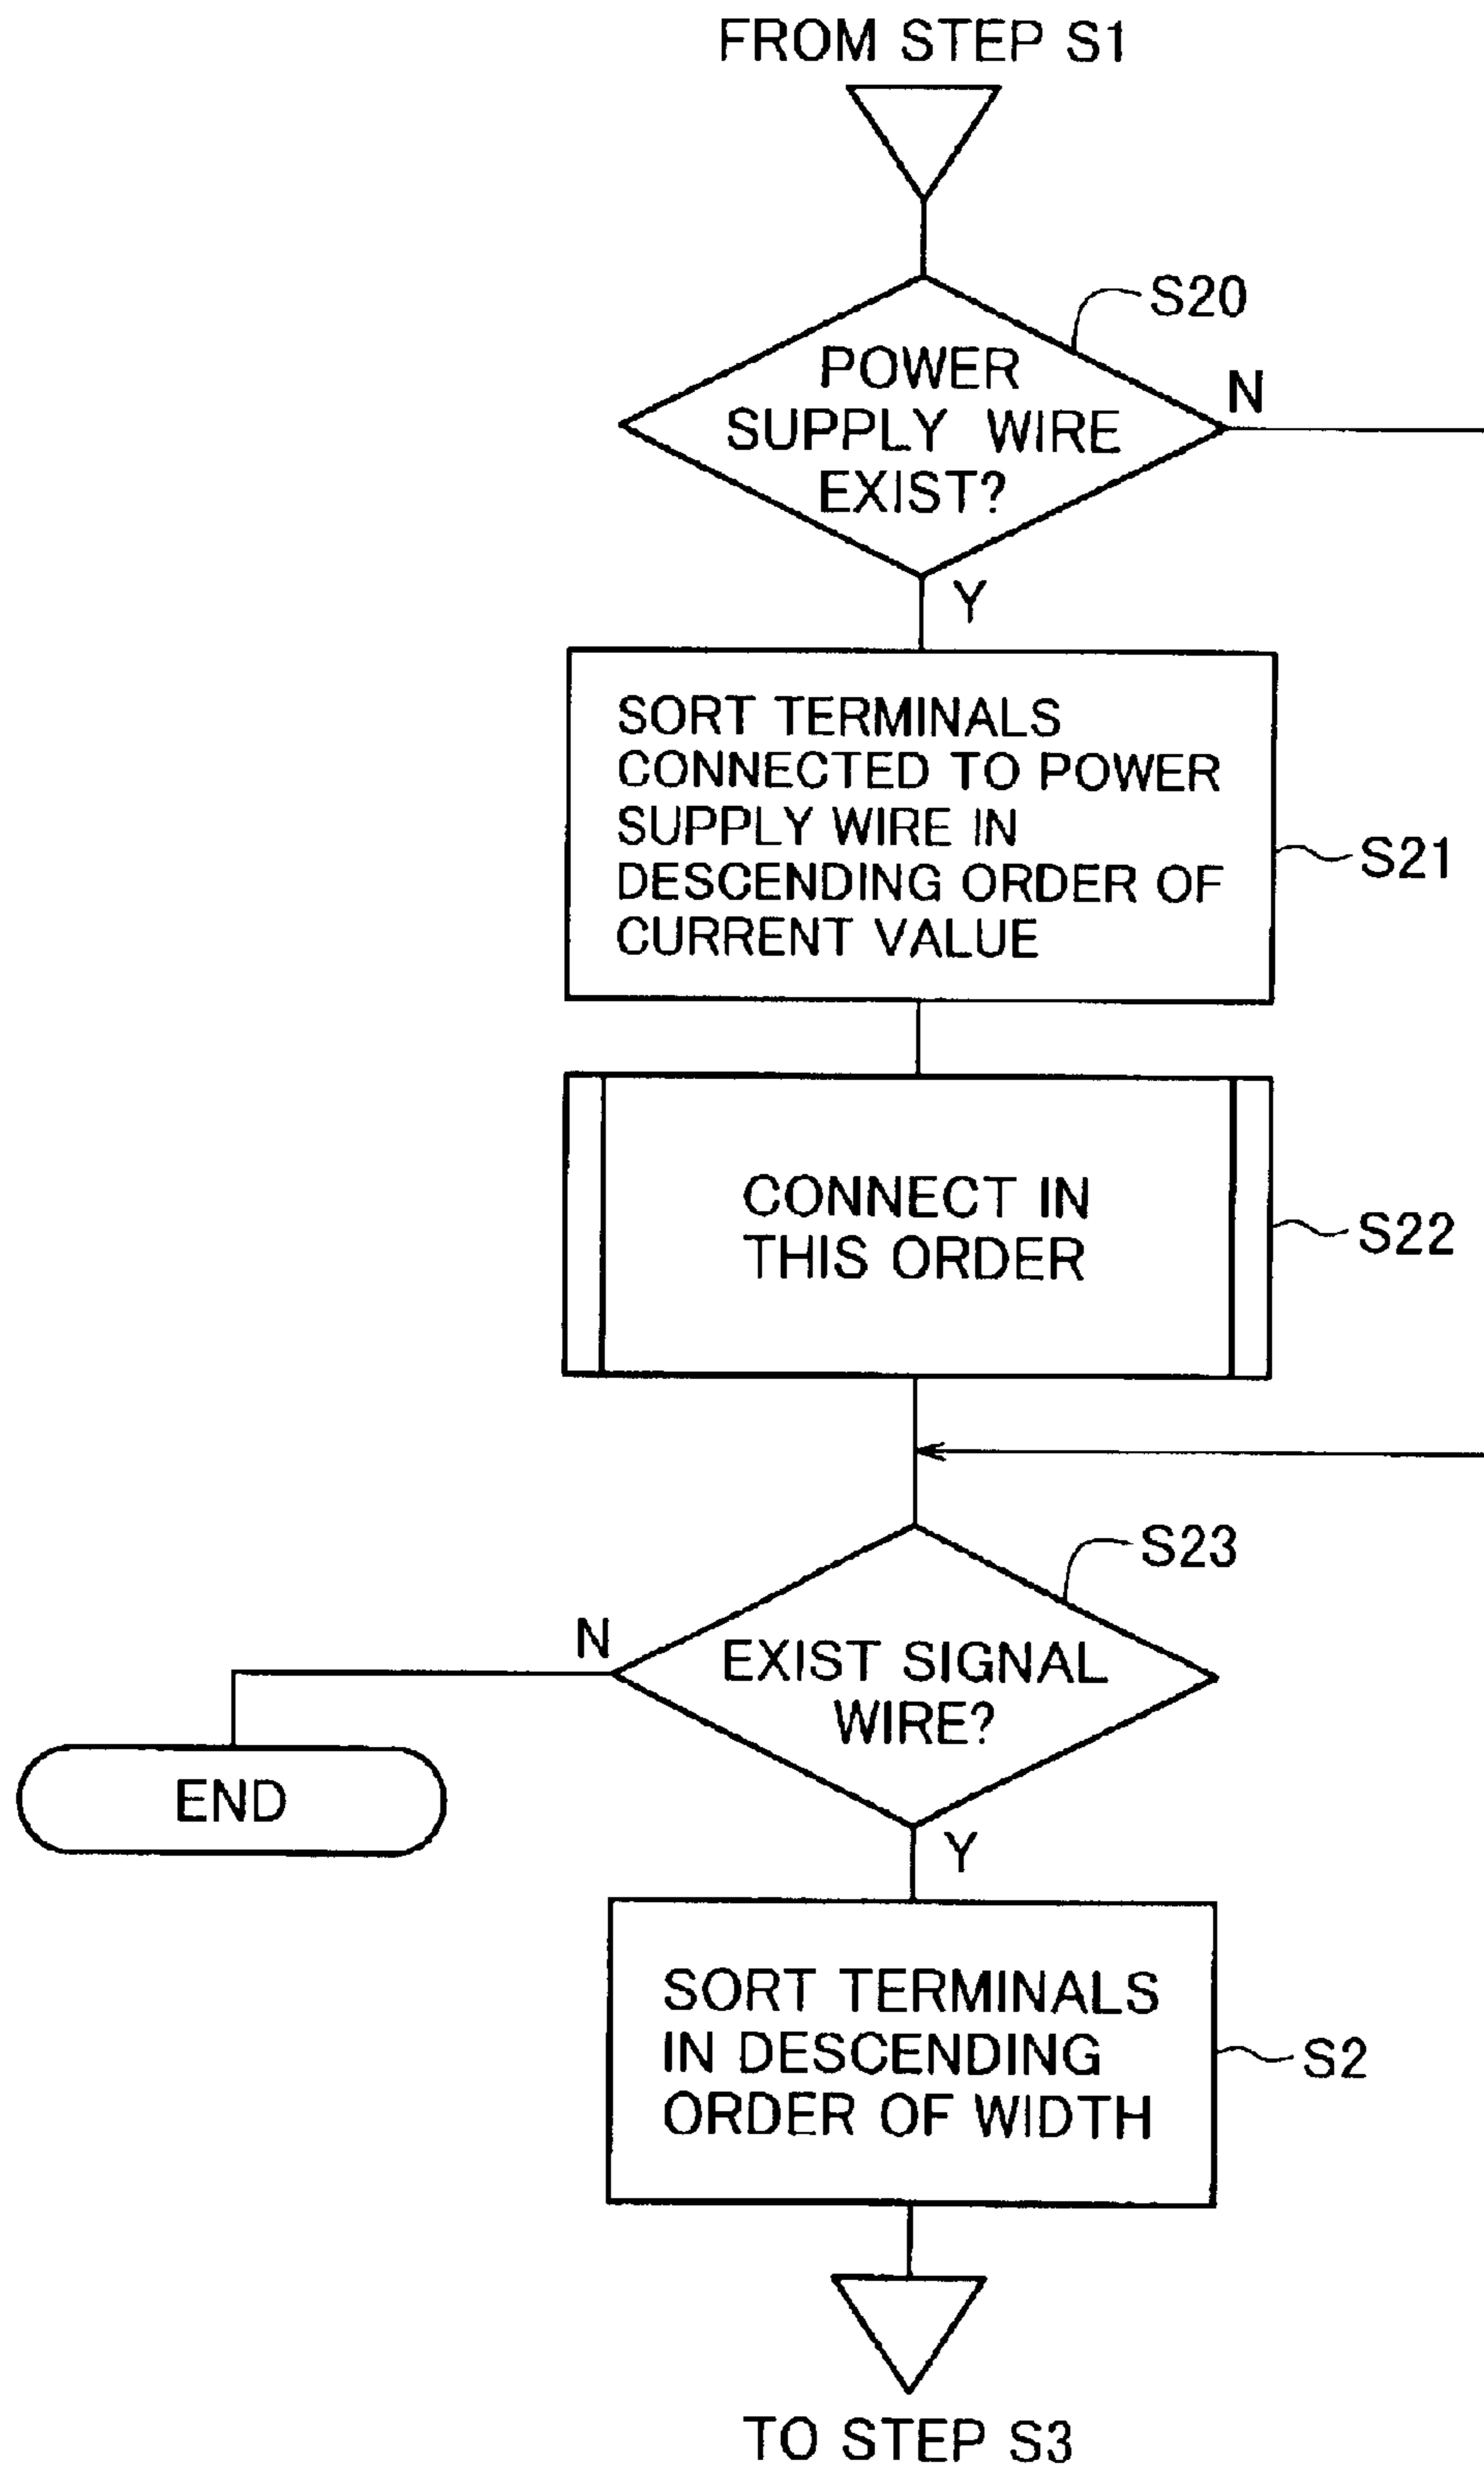 FROM STEP S1
S20
POWER
SUPPLY WIRE
EXIST?
N
Y
SORT TERMINALS
CONNECTED TO POWER
SUPPLY WIRE IN
DESCENDING ORDER OF
CURRENT VALUE
S21
CONNECT IN
THIS ORDER
S22
S23
EXIST SIGNAL
WIRE?
N
END
Y
SORT TERMINALS
IN DESCENDING
ORDER OF WIDTH
S2
TO STEP S3